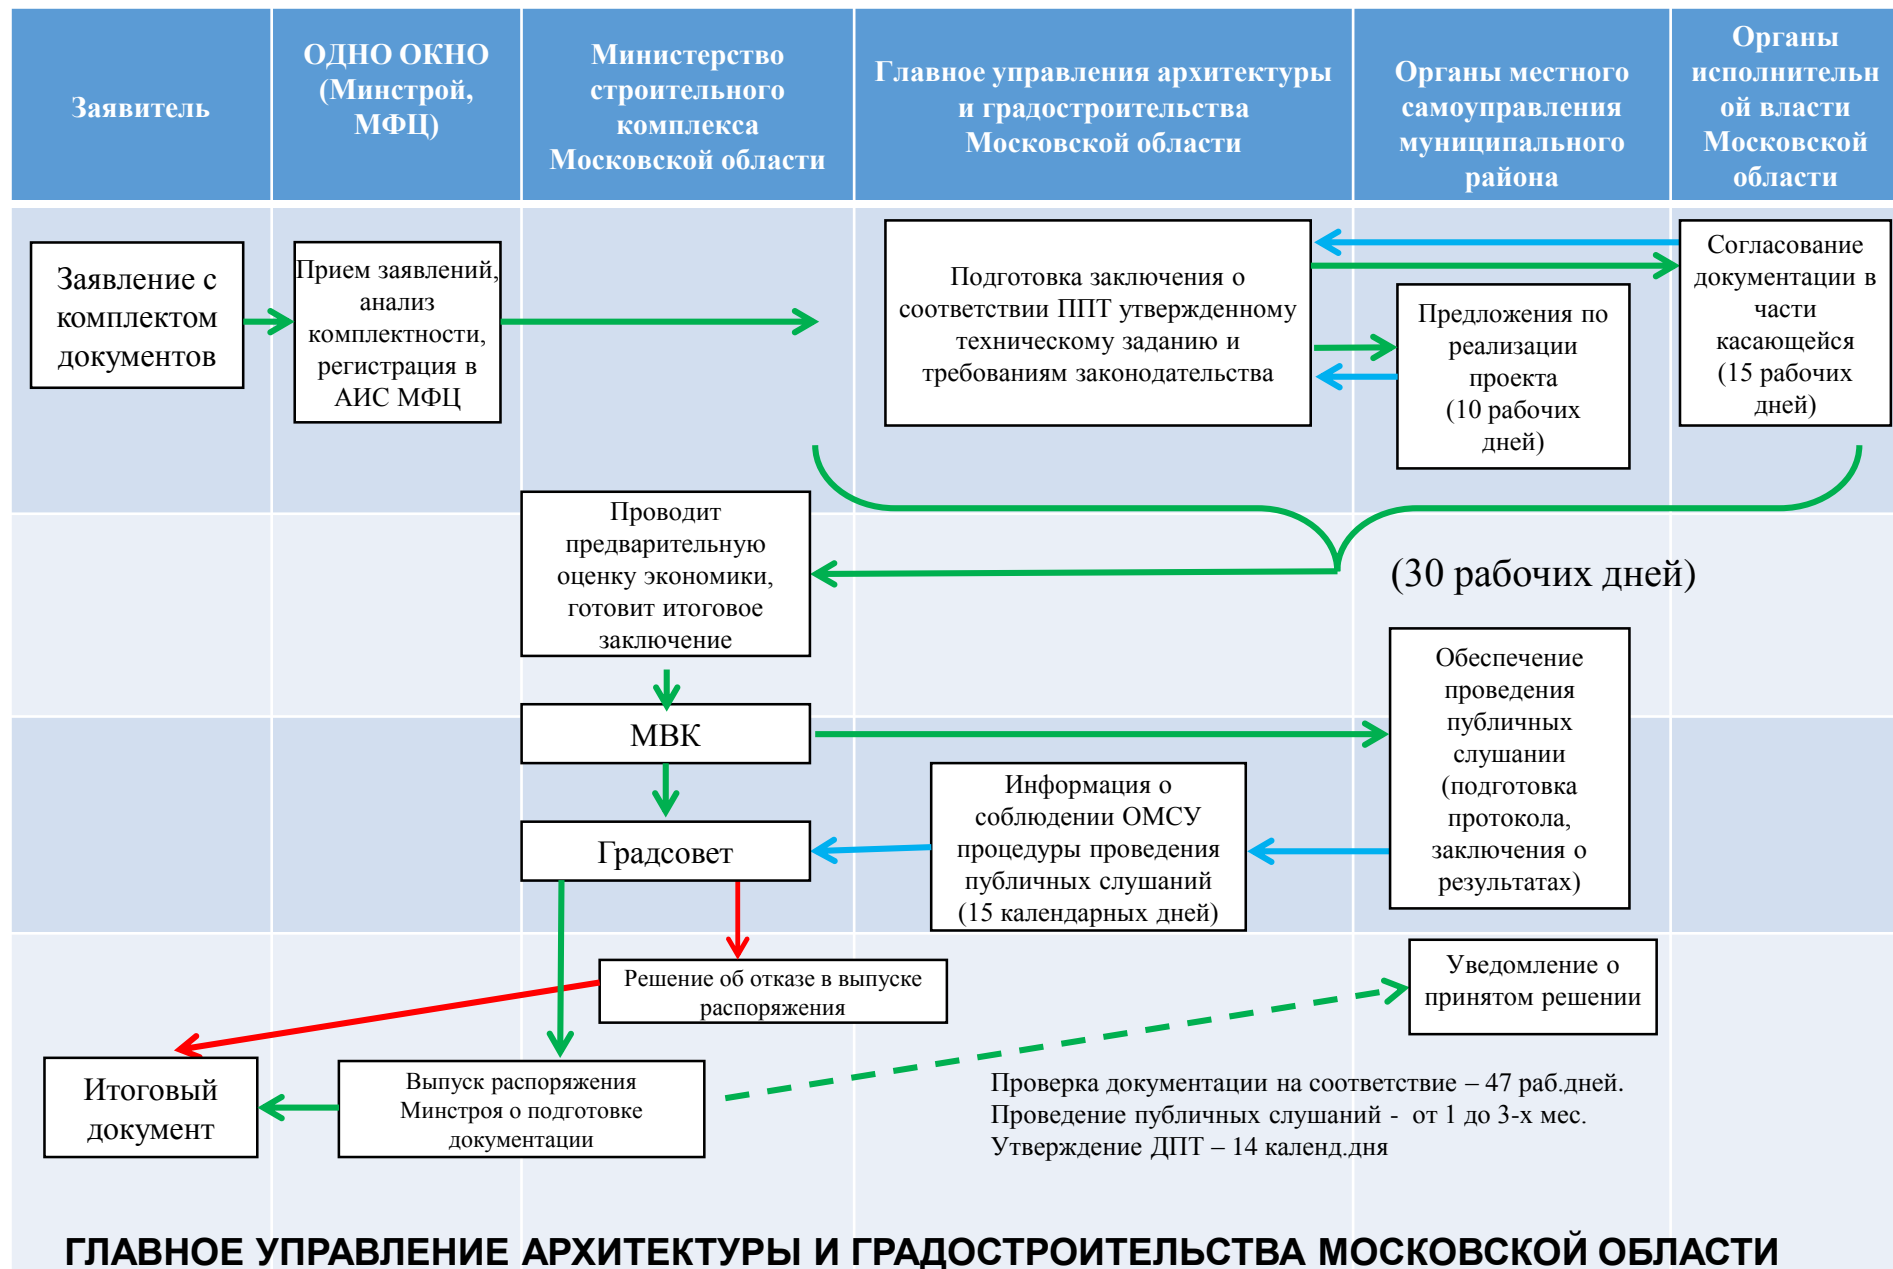 Заявитель
ОДНО ОКНО
(Минстрой,
МФЦ)
Министерство
строительного
комплекса
Московской области
Главное управления архитектуры
и градостроительства
Московской области
Органы местного
самоуправления
муниципального
района
Органы
исполнительн
ой власти
Московской
области
Заявление с
комплектом
документов
Прием заявлений,
анализ
комплектности,
регистрация в
АИС МФЦ
Подготовка заключения о
соответствии ППТ утвержденному
техническому заданию и
требованиям законодательства
Предложения по
реализации
проекта
(10 рабочих
дней)
Согласование
документации в
части
касающейся
(15 рабочих
дней)
Проводит
предварительную
оценку экономики,
готовит итоговое
заключение
(30 рабочих дней)
МВК
Обеспечение
проведения
публичных
слушании
(подготовка
протокола,
заключения о
результатах)
Информация о
соблюдении ОМСУ
процедуры проведения
публичных слушаний
(15 календарных дней)
Градсовет
Решение об отказе в выпуске
распоряжения
Уведомление о
принятом решении
Итоговый
документ
Выпуск распоряжения
Минстроя о подготовке
документации
Проверка документации на соответствие – 47 раб.дней.
Проведение публичных слушаний - от 1 до 3-х мес.
Утверждение ДПТ – 14 календ.дня
ГЛАВНОЕ УПРАВЛЕНИЕ АРХИТЕКТУРЫ И ГРАДОСТРОИТЕЛЬСТВА МОСКОВСКОЙ ОБЛАСТИ